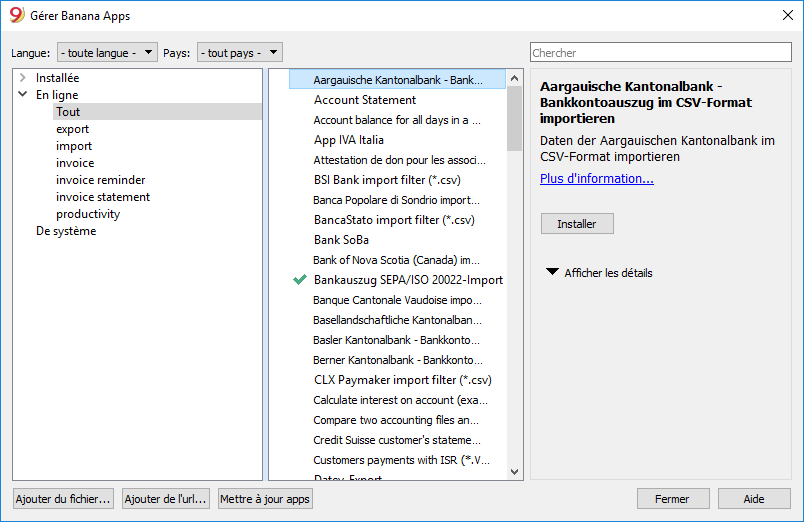 Gérer Banana Apps
Langue: - toute langue - Pays: - tout pays - Chercher
Installée
En ligne
Tout
export
import
invoice
invoice reminder
invoice statement
productivity
De système
Aargauische Kantonalbank - Bank...
Account Statement
Account balance for all days in a ...
App IVA Italia
Attestation de don pour les associ...
BSI Bank import filter (*.csv)
Banca Popolare di Sondrio import...
BancaStato import filter (*.csv)
Bank SoBa
Bank of Nova Scotia (Canada) im...
Bankauszug SEPA/ISO 20022-Import
Banque Cantonale Vaudoise impo...
Basellandschaftliche Kantonalban...
Basler Kantonalbank - Bankkonto...
Berner Kantonalbank - Bankkonto...
CLX Paymaker import filter (*.csv)
Calculate interest on account (exa...
Compare two accounting files an...
Credit Suisse customer's stateme...
Customers payments with ISR (*.V...
Datev-Export
Aargauische Kantonalbank -
Bankkontoauszug im CSV-Format
importieren
Daten der Aargauischen Kantonalbank im
CSV-Format importieren
Plus d'information...
Installer
Afficher les détails
Ajouter du fichier... Ajouter de l'url... Mettre à jour apps Fermer Aide